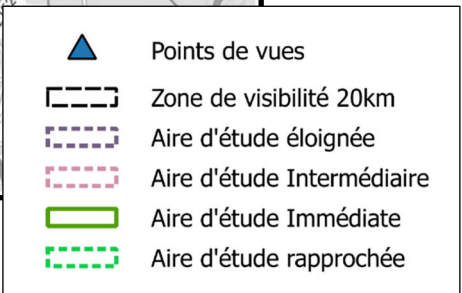 Points de vues
Zone de visibilité 20km
Aire d'étude éloignée
Aire d'étude Intermédiaire
Aire d'étude Immédiate
Aire d'étude rapprochée